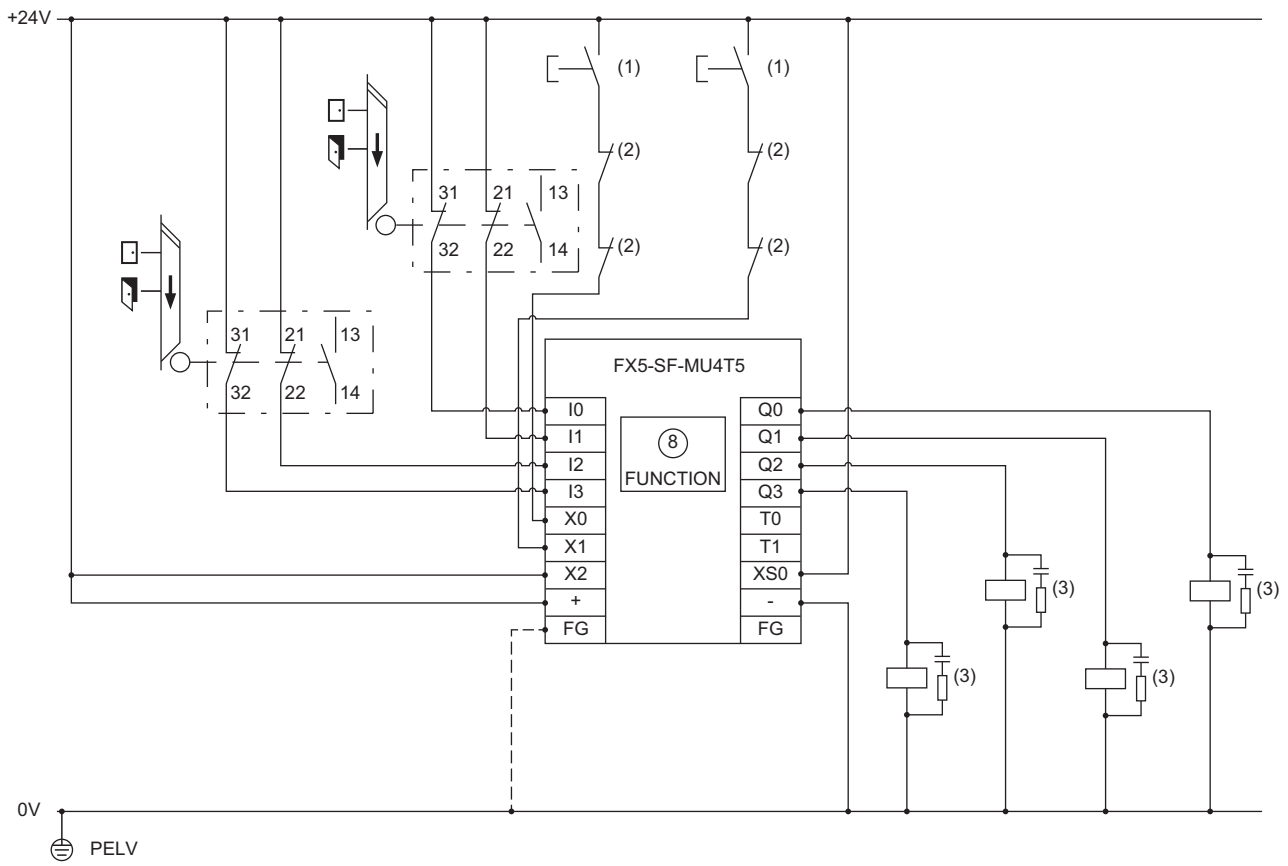 +24V
(1) (1)
(2) (2)
31 21 13
32 22 14
(2) (2)
31 21 13
32 22 14
FX5-SF-MU4T5
I0 Q0
I1 8 Q1
I2 FUNCTION Q2
I3 Q3
X0 T0
X1 T1
X2 XS0
+ -
FG FG
(3) (3)
(3) (3)
0V
PELV